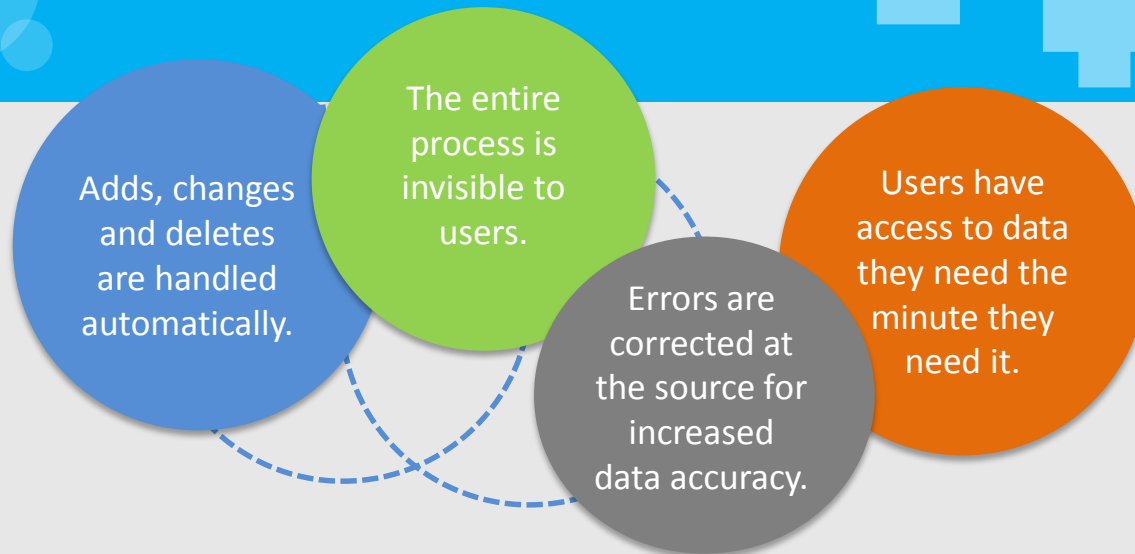 Adds, changes
and deletes
are handled
automatically.
The entire
process is
invisible to
users.
Errors are
corrected at
the source for
increased
data accuracy.
Users have
access to data
they need the
minute they
need it.